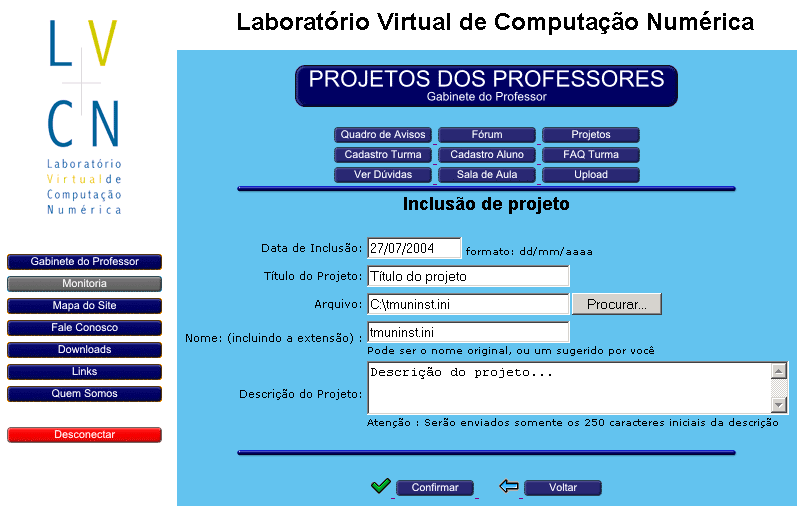 Laboratório Virtual de Computação Numérica
LV
CN
Laboratório
Virtual de
Computação
Numérica
Gabinete do Professor
Monitoria
Mapa do Site
Fale Conosco
Downloads
Links
Quem Somos
Desconectar
PROJETOS DOS PROFESSORES
Gabinete do Professor
Quadro de Avisos Fórum Projetos
Cadastro Turma Cadastro Aluno FAQ Turma
Ver Dúvidas Sala de Aula Upload
Inclusão de projeto
Data de Inclusão: 27/07/2004 formato: dd/mm/aaaa
Título do Projeto: Título do projeto
Arquivo: C:\tmuninst.ini Procurar...
Nome: (incluindo a extensão) : tmuninst.ini
Pode ser o nome original, ou um sugerido por você
Descrição do Projeto: Descrição do projeto...
Atenção : Serão enviados somente os 250 caracteres iniciais da descrição
Confirmar Voltar